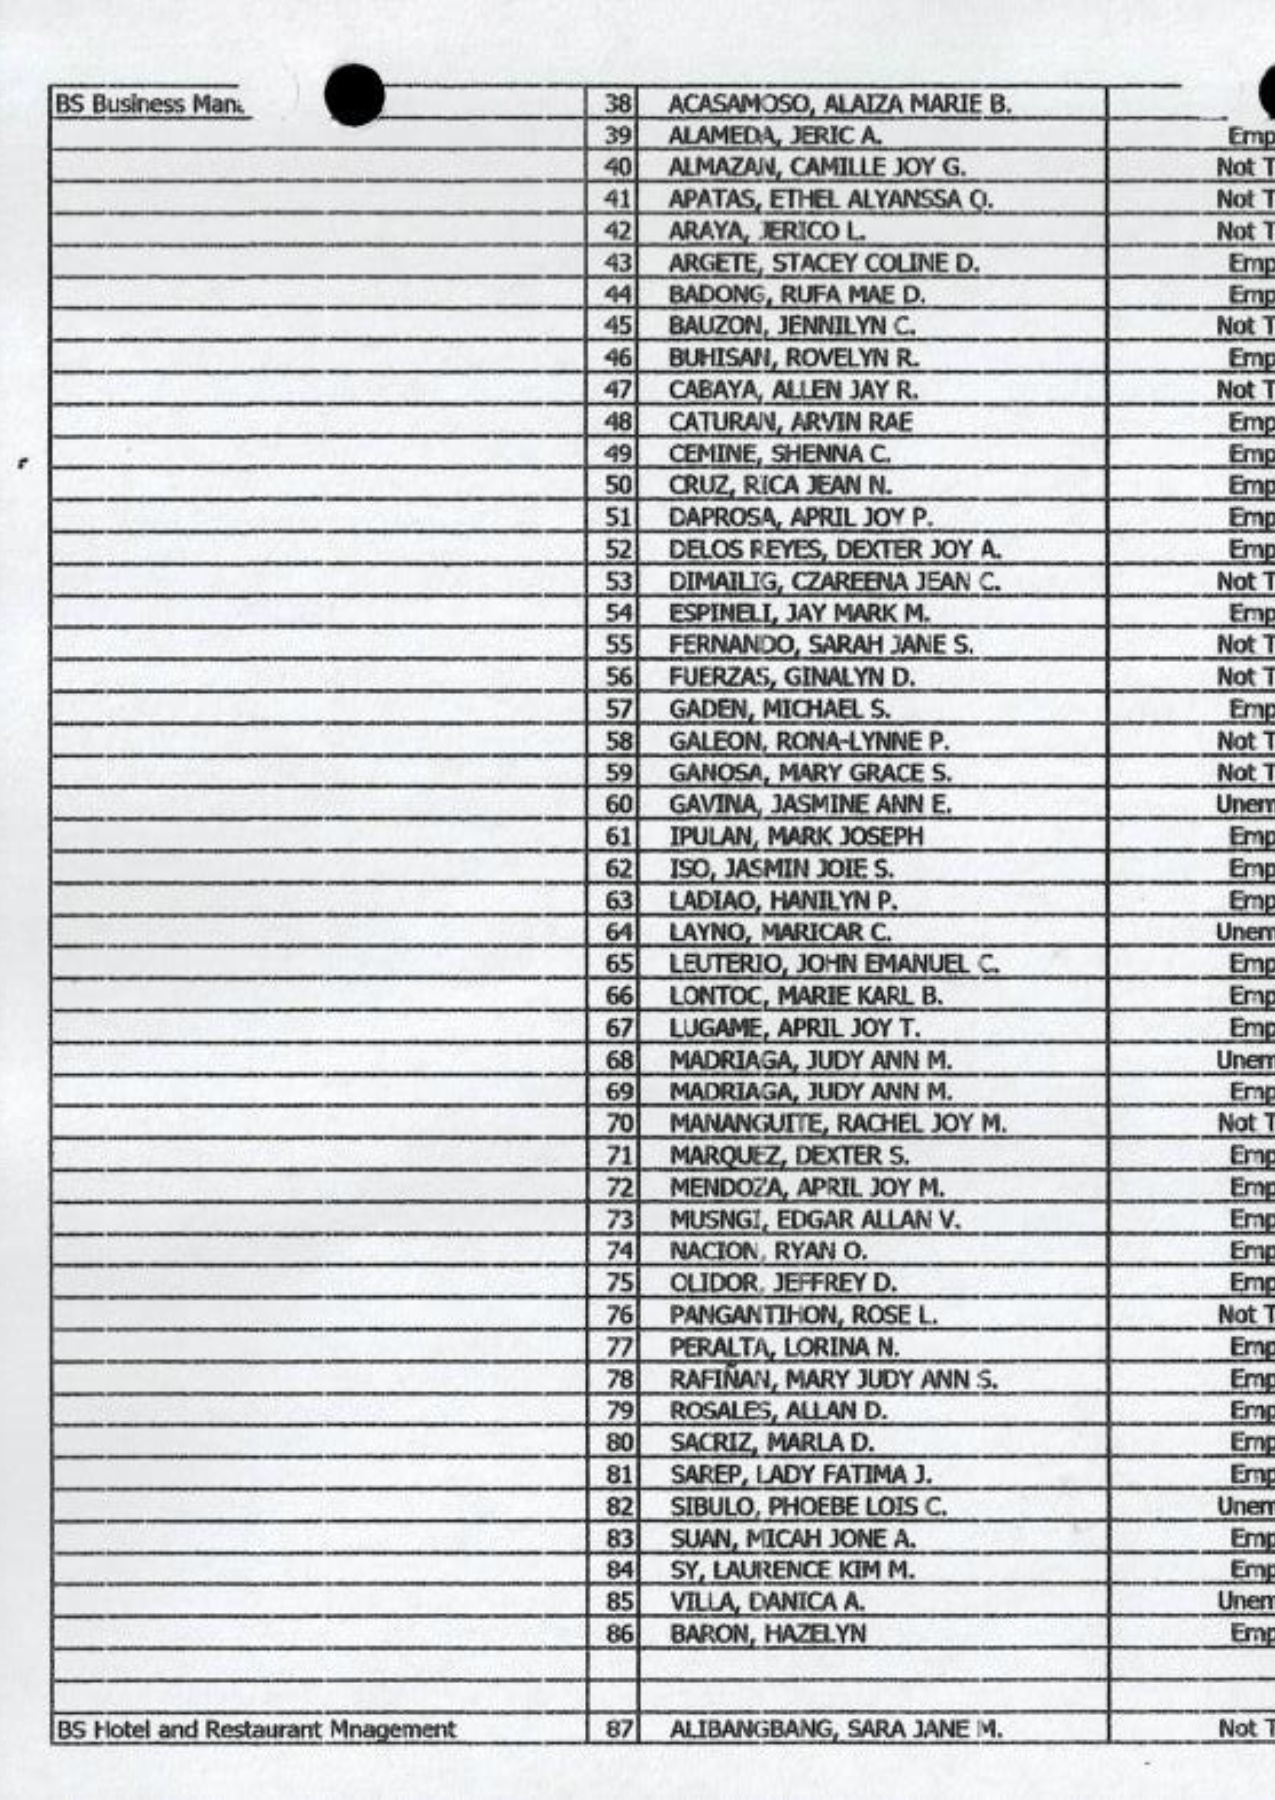 BS Business Man 38 ACASAMOSO, ALAIZA MARIE B.
39 ALAMEDA, JERIC A. Emp
40 ALMAZAN, CAMILLE JOY G. Not T
41 APATAS, ETHEL ALYANSSA O. Not T
42 ARAYA, JERICO L. Not T
43 ARGETE, STACEY COLINE D. Emp
44 BADONG, RUFA MAE D. Emp
45 BAUZON, JENNILYN C. Not T
46 BUHISAN, ROVELYN R. Emp
47 CABAYA, ALLEN JAY R. Not T
48 CATURAN, ARVIN RAE Emp
49 CEMINE, SHENNA C. Emp
50 CRUZ, RICA JEAN N. Emp
51 DAPROSA, APRIL JOY P. Emp
52 DELOS REYES, DEXTER JOY A. Emp
53 DIMAILIG, CZAREENA JEAN C. Not T
54 ESPINELI, JAY MARK M. Emp
55 FERNANDO, SARAH JANE S. Not T
56 FUERZAS, GINALYN D. Not T
57 GADEN, MICHAEL S. Emp
58 GALEON, RONA-LYNNE P. Not T
59 GANOSA, MARY GRACE S. Not T
60 GAVINA, JASMINE ANN E. Unem
61 IPULAN, MARK JOSEPH Emp
62 ISO, JASMIN JOIE S. Emp
63 LADIAO, HANILYN P. Emp
64 LAYNO, MARICAR C. Unem
65 LEUTERIO, JOHN EMANUEL C. Emp
66 LONTOC, MARIE KARL B. Emp
67 LUGAME, APRIL JOY T. Emp
68 MADRIAGA, JUDY ANN M. Unem
69 MADRIAGA, JUDY ANN M. Emp
70 MANANGUITE, RACHEL JOY M. Not T
71 MARQUEZ, DEXTER S. Emp
72 MENDOZA, APRIL JOY M. Emp
73 MUSNGI, EDGAR ALLAN V. Emp
74 NACION, RYAN O. Emp
75 OLIDOR, JEFFREY D. Emp
76 PANGANTIHON, ROSE L. Not T
77 PERALTA, LORINA N. Emp
78 RAFIÑAN, MARY JUDY ANN S. Emp
79 ROSALES, ALLAN D. Emp
80 SACRIZ, MARLA D. Emp
81 SAREP, LADY FATIMA J. Emp
82 SIBULO, PHOEBE LOIS C. Unem
83 SUAN, MICAH JONE A. Emp
84 SY, LAURENCE KIM M. Emp
85 VILLA, DANICA A. Unem
86 BARON, HAZELYN Emp
BS Hotel and Restaurant Mnagement 87 ALIBANGBANG, SARA JANE M. Not T